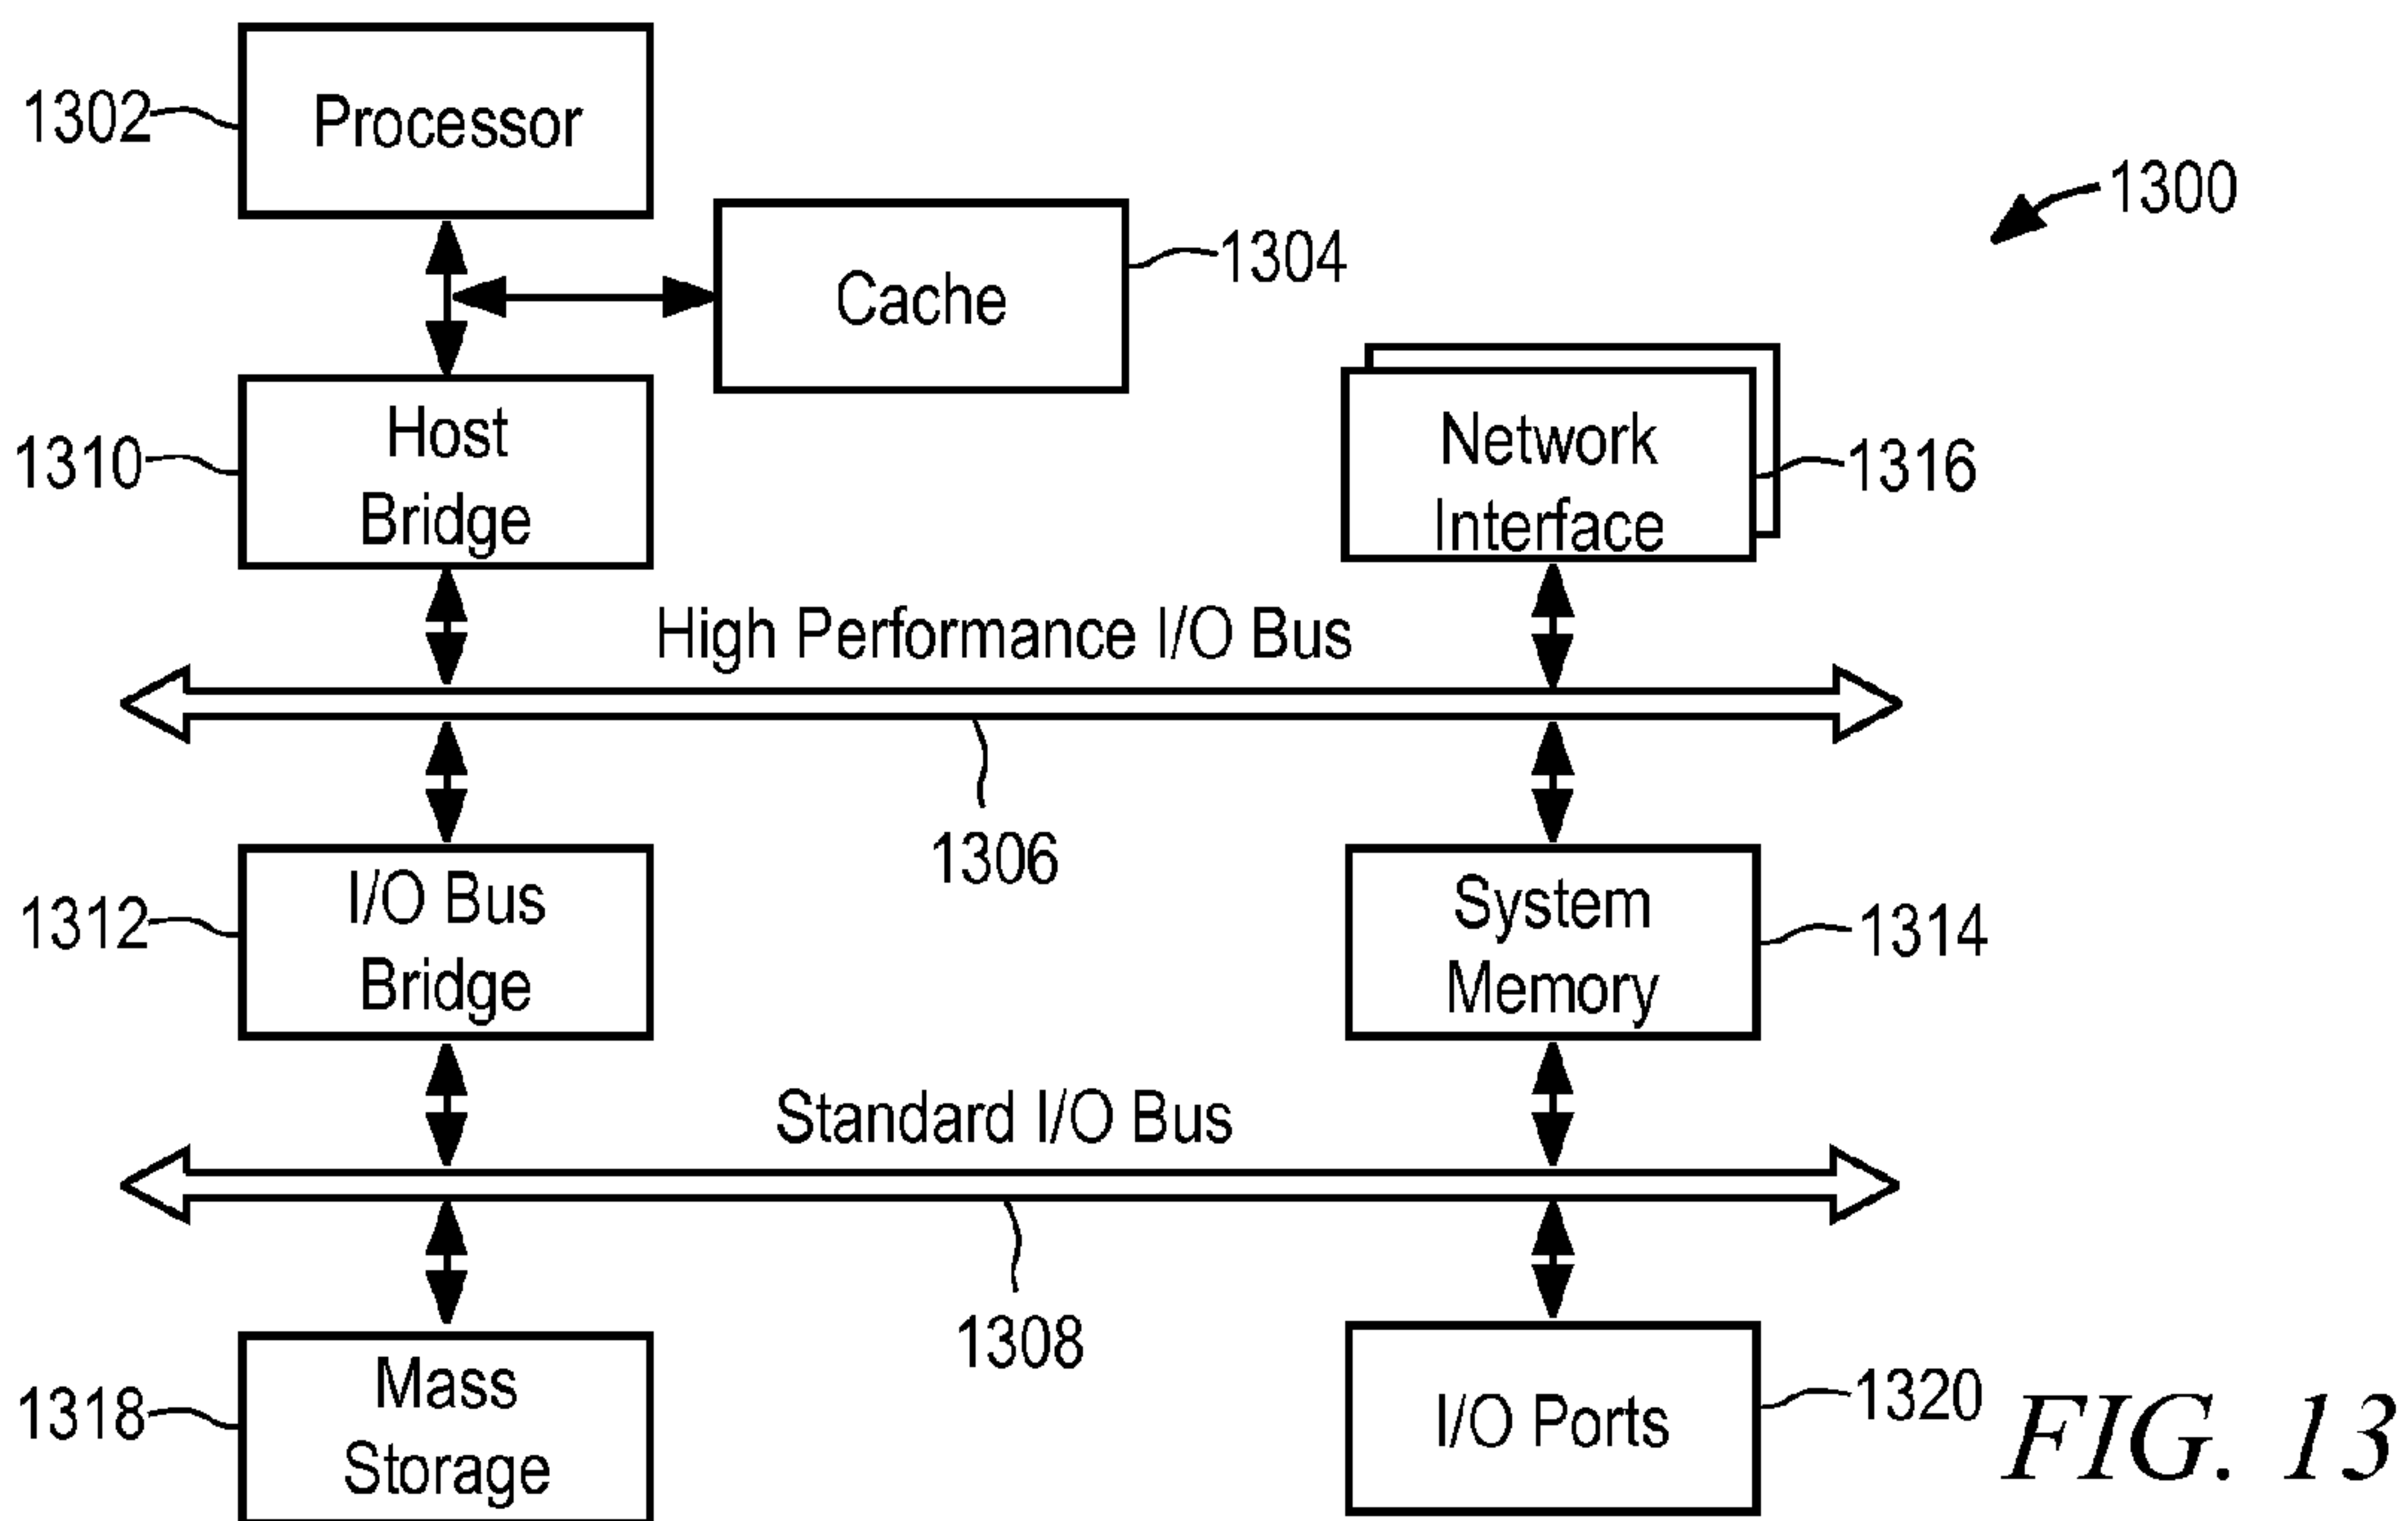 1302
Processor
1300
1304
Cache
1310
Host
Bridge
Network
Interface
1316
High Performance I/O Bus
1306
1312
I/O Bus
Bridge
System
Memory
1314
Standard I/O Bus
1308
1318
Mass
Storage
I/O Ports
1320
FIG. 13